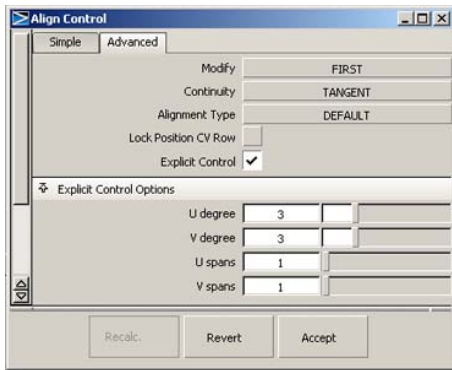 Align Control
Simple Advanced
Modify FIRST
Continuity TANGENT
Alignment Type DEFAULT
Lock Position CV Row
Explicit Control
Explicit Control Options
U degree 3
V degree 3
U spans 1
V spans 1
Recalc. Revert Accept